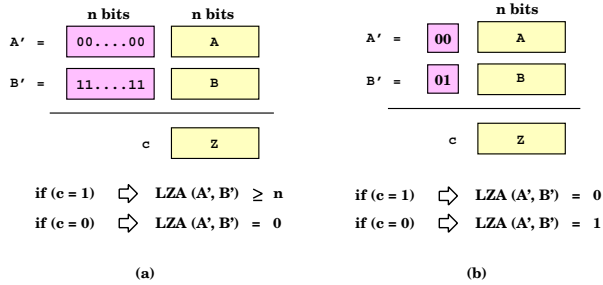 n bits n bits
A' = 00....00 A
B' = 11....11 B
c Z
if (c = 1) ⇨ LZA (A', B') ≥ n
if (c = 0) ⇨ LZA (A', B') = 0
(a)
n bits
A' = 00 A
B' = 01 B
c Z
if (c = 1) ⇨ LZA (A', B') = 0
if (c = 0) ⇨ LZA (A', B') = 1
(b)